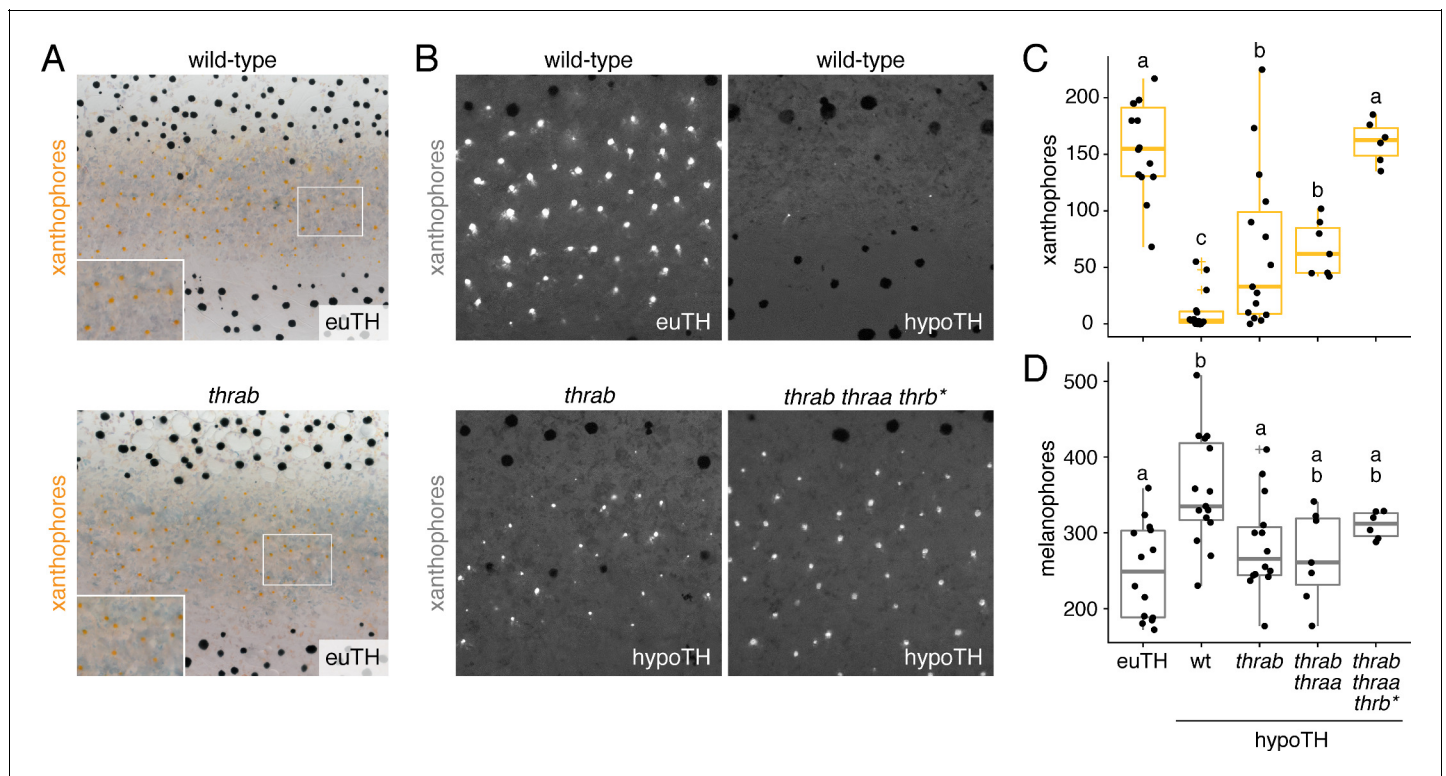 A
wild-type
xanthophores
euTH
thrab
xanthophores
euTH
B
wild-type
wild-type
xanthophores
euTH
hypoTH
thrab
thrab thraa thrb*
xanthophores
hypoTH
hypoTH
C
xanthophores
200
150
100
50
0
a
c
b
b
a
D
melanophores
500
400
300
200
a
b
a
a
b
a
b
euTH
wt
thrab
thrab
thraa
thrab
thraa
thrb*
hypoTH